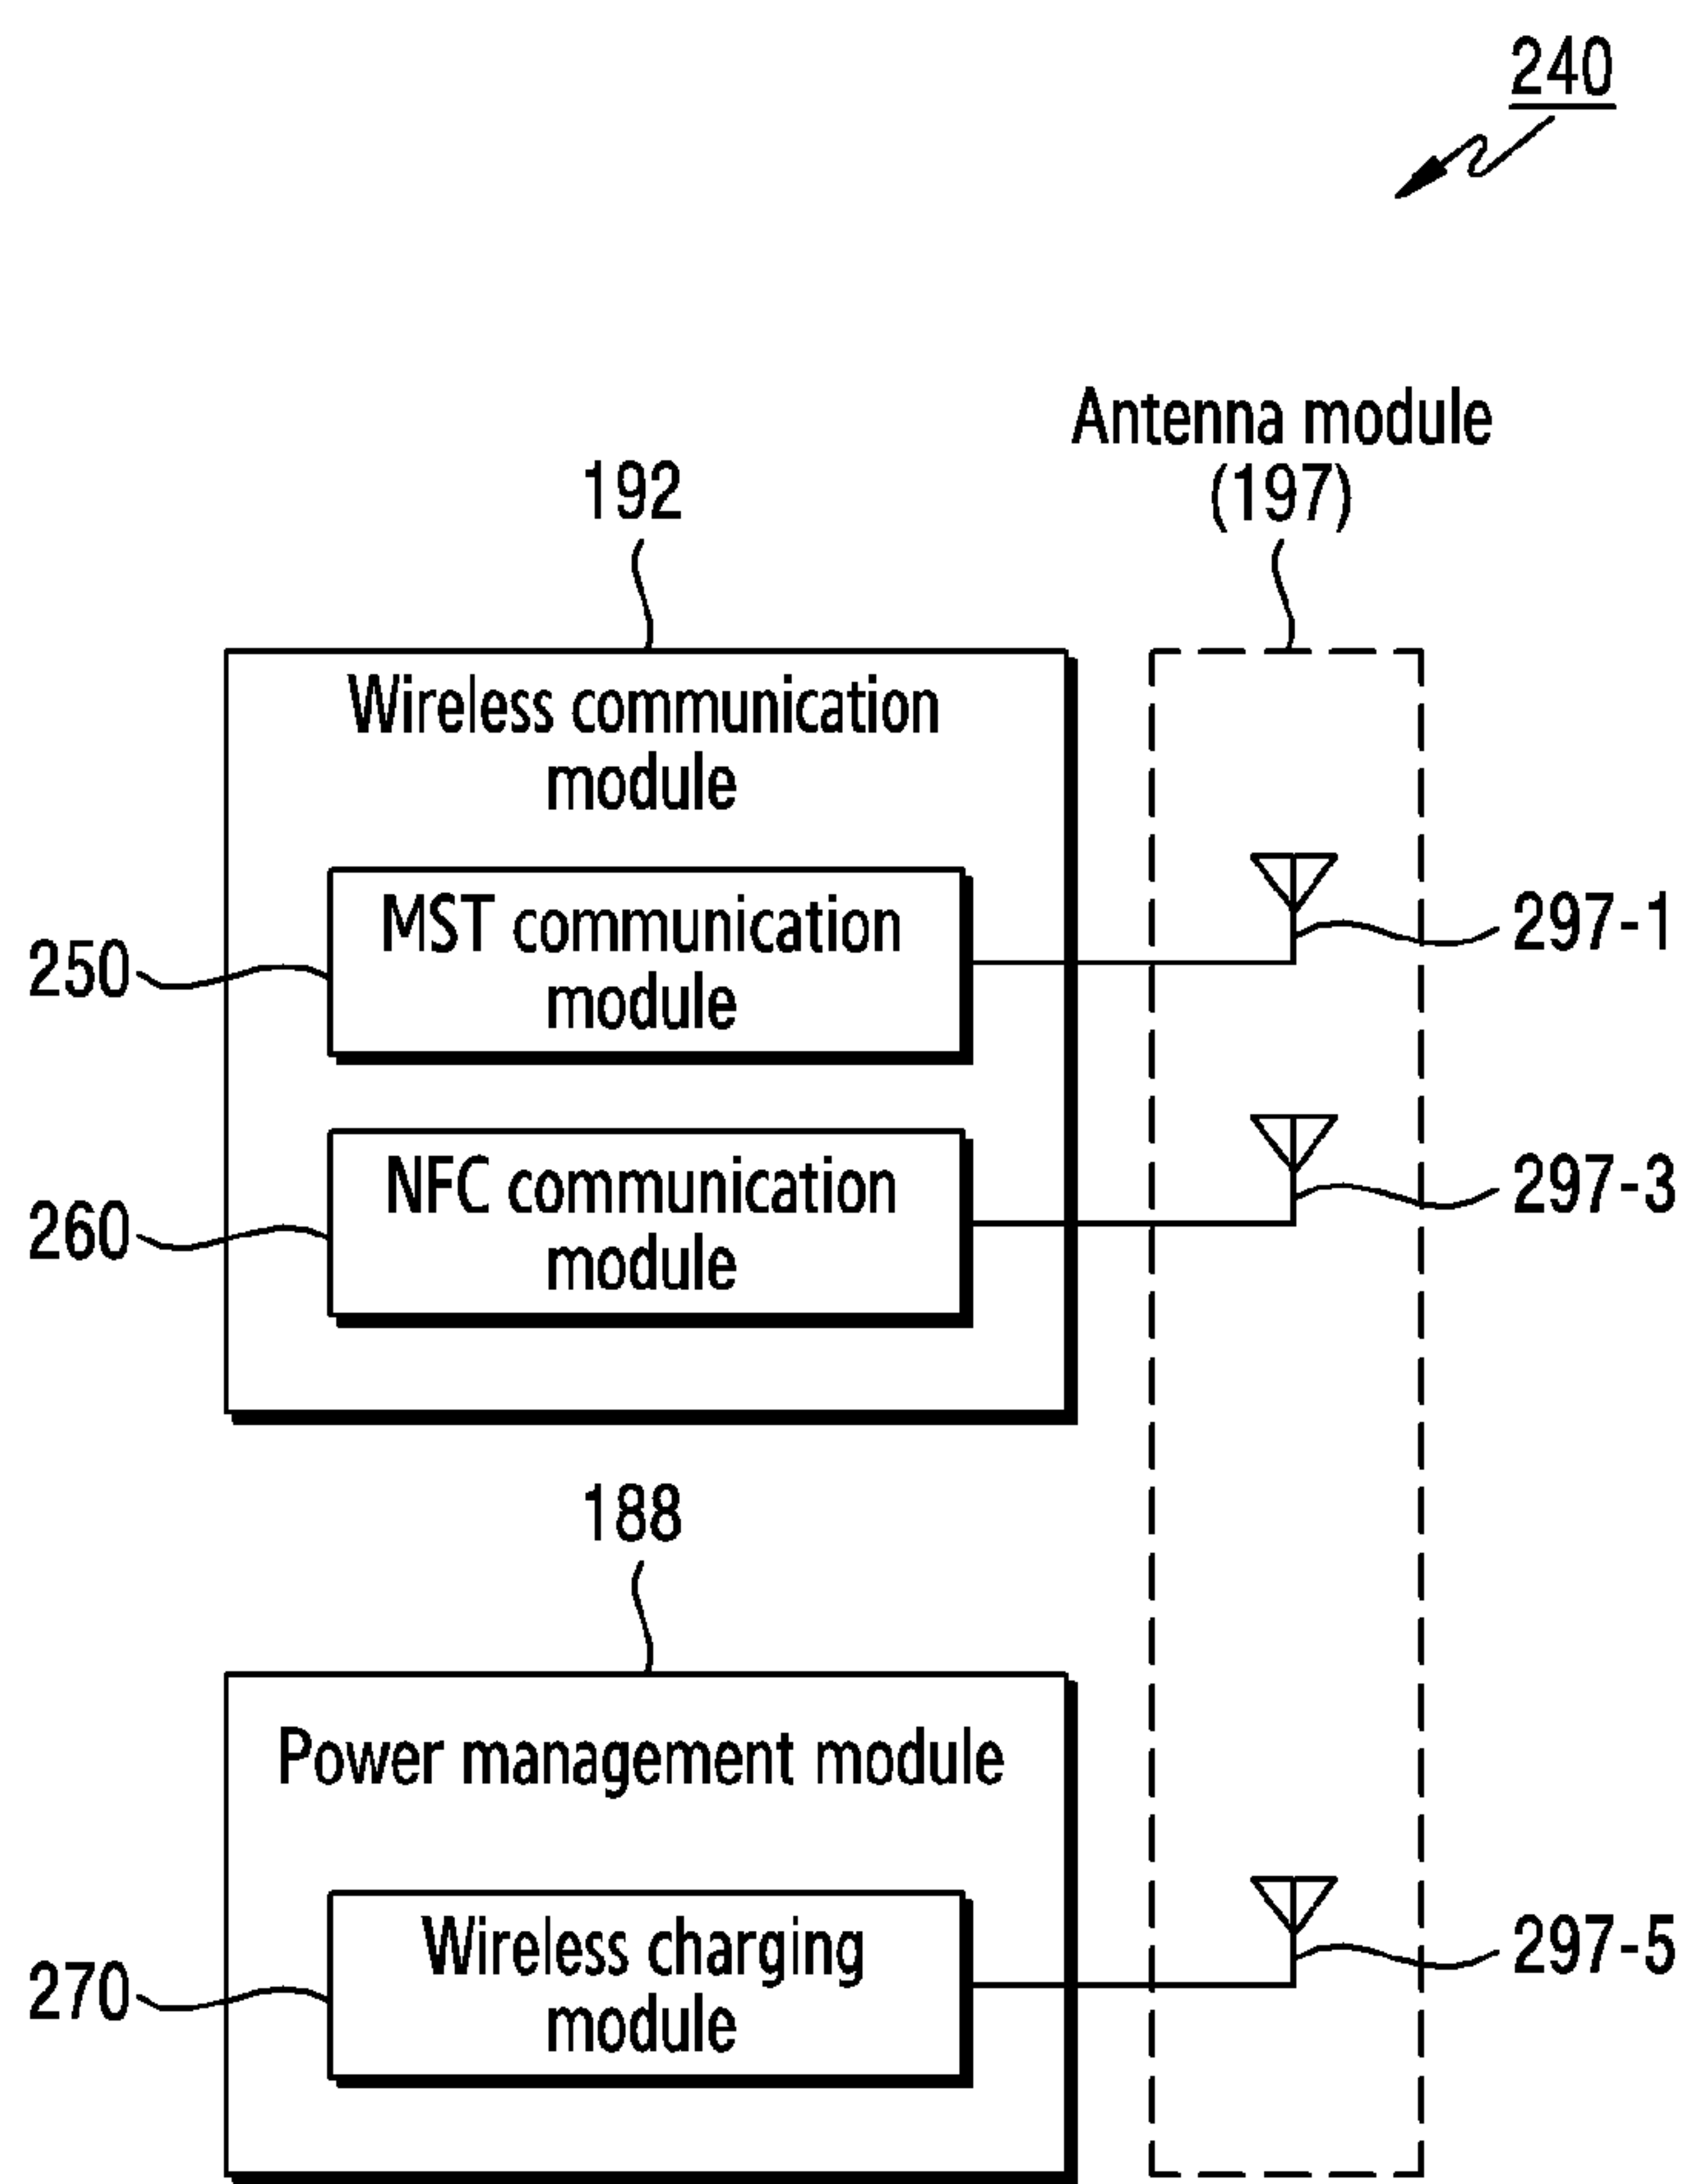 240
Antenna module
(197)
192
Wireless communication
module
MST communication
module
250
297-1
NFC communication
module
260
297-3
188
Power management module
Wireless charging
module
270
297-5